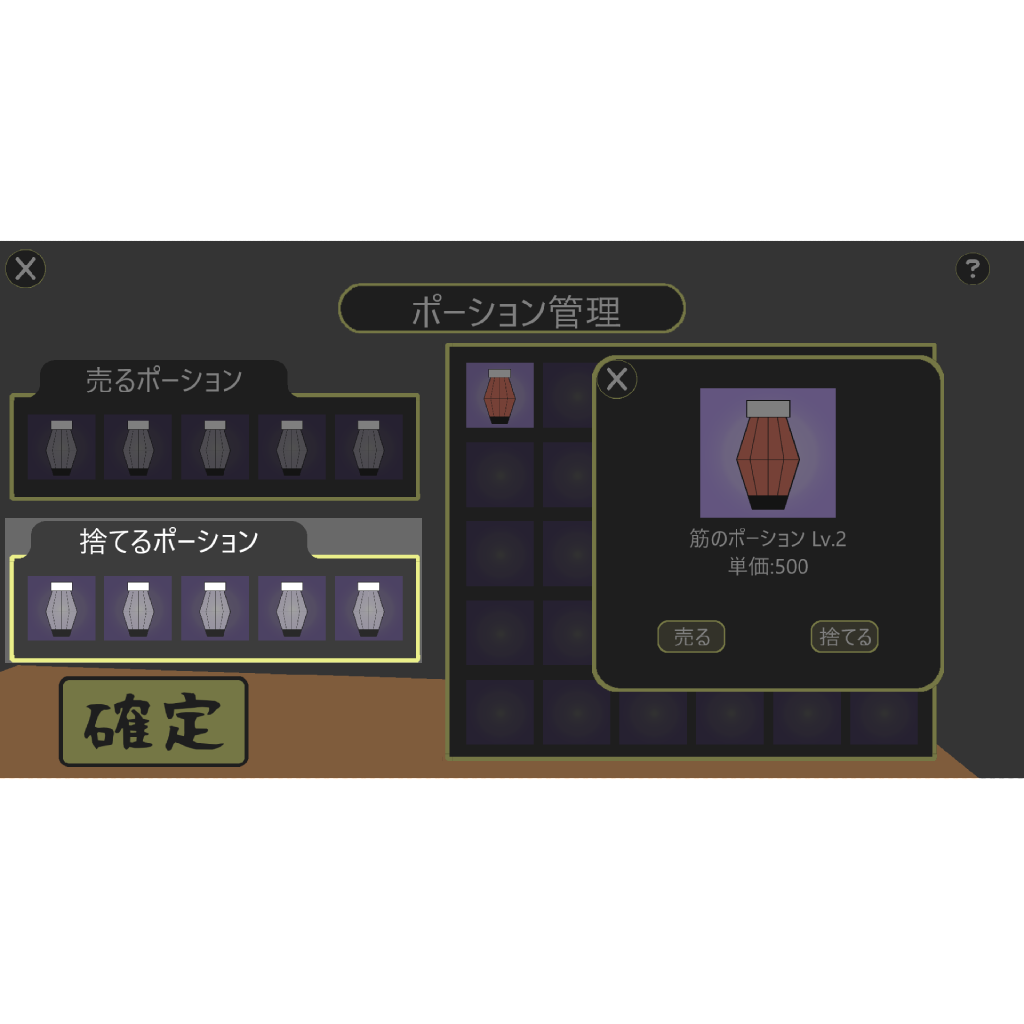 ポーション管理
?
売るポーション
捨てるポーション
筋のポーション Lv.2
単価:500
売る
捨てる
確定